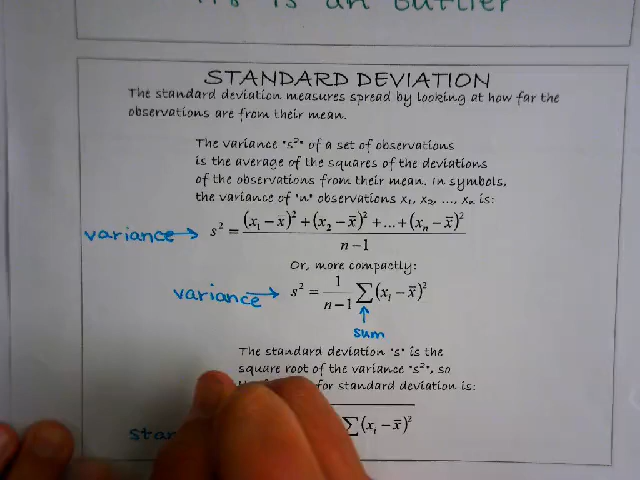 is an outlier
STANDARD DEVIATION
The standard deviation measures spread by looking at how far the
observations are from their mean.
The variance "s²" of a set of observations
is the average of the squares of the deviations
of the observations from their mean. In symbols,
the variance of "n" observations x₁, x₂, ..., xₙ is:
variance → s² = (x₁ − x)² + (x₂ − x̄)² + ... + (xₙ − x̄)² / n − 1
Or, more compactly:
variance → s² = 1 / n − 1 ∑ (xᵢ − x̄)²
sum
The standard deviation "s" is the
square root of the variance "s²", so
for standard deviation is:
∑ (xᵢ − x̄)²